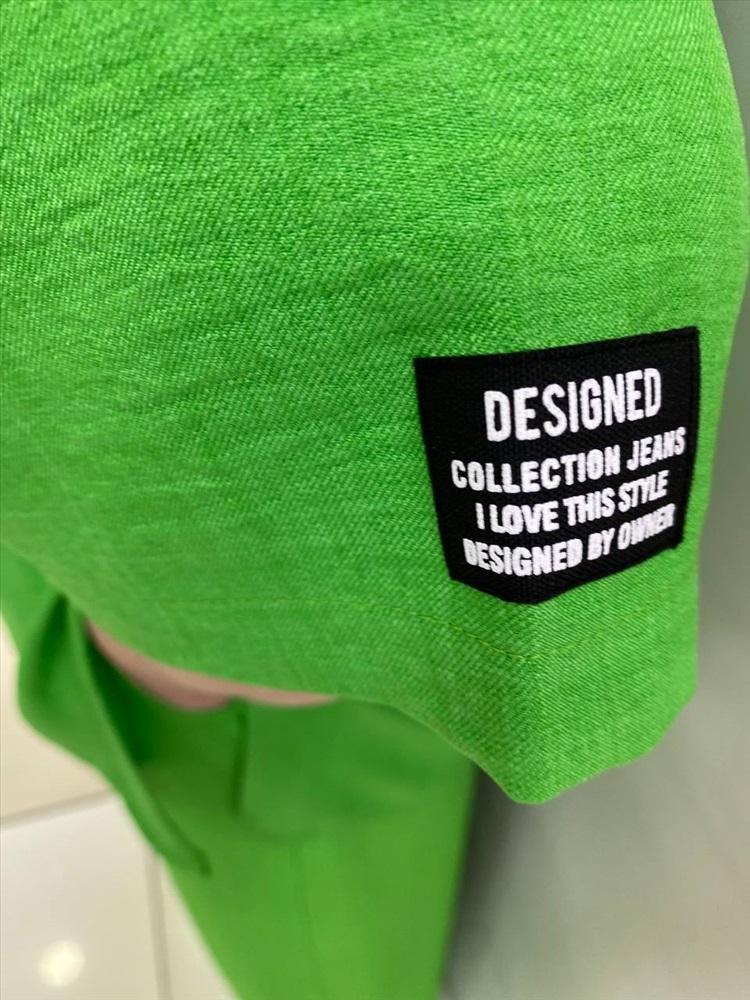 DESIGNED
COLLECTION JEANS
I LOVE THIS STYLE
DESIGNED BY OWNER